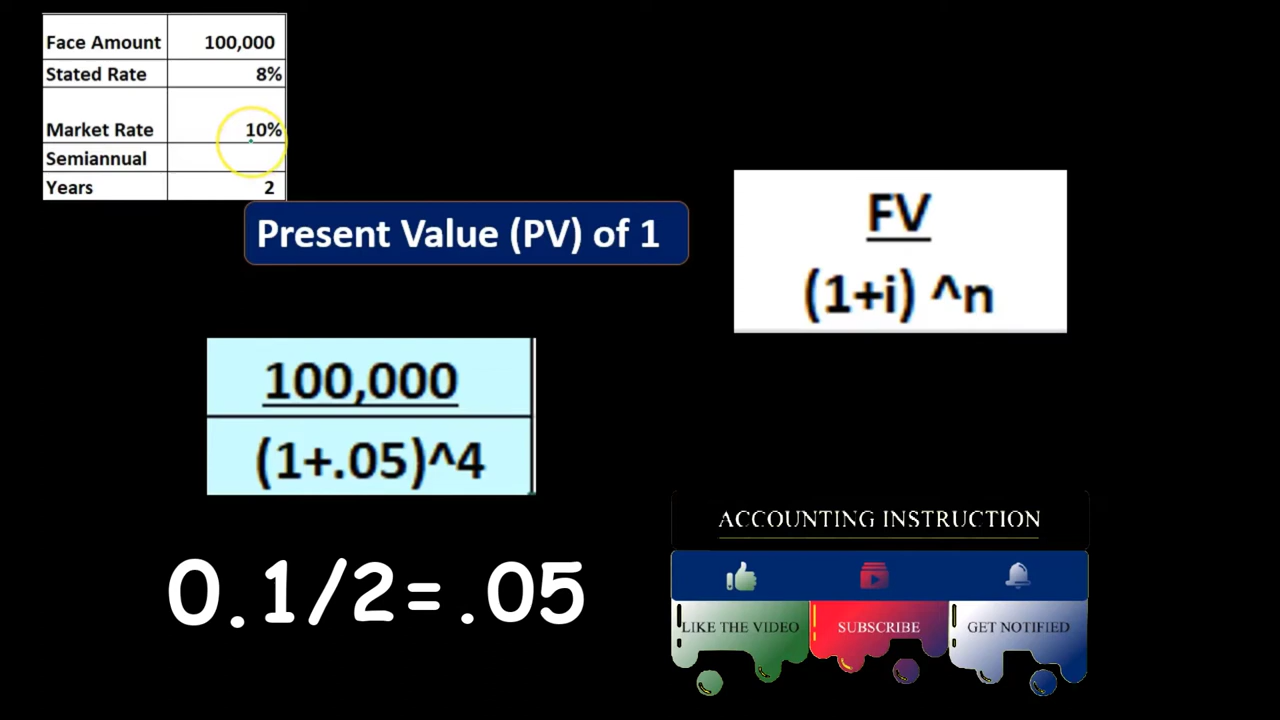 Face Amount 100,000
Stated Rate 8%
Market Rate 10%
Semiannual
Years 2
Present Value (PV) of 1
FV
(1+i) ^n
100,000
(1+.05)^4
0.1/2=.05
ACCOUNTING INSTRUCTION
LIKE THE VIDEO SUBSCRIBE GET NOTIFIED